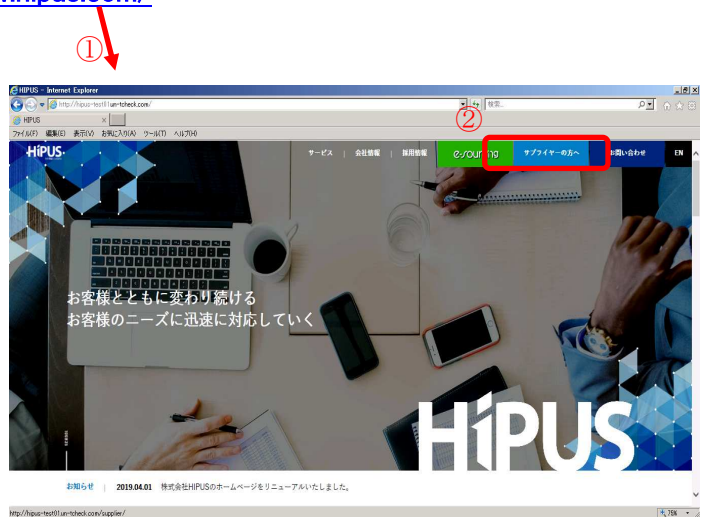 .hipus.com/
①
HIPUS - Internet Explorer
http://hipus-test01.un-tcheck.com/
検索...
HIPUS
ファイル(F) 編集(E) 表示(V) お気に入り(A) ツール(T) ヘルプ(H)
②
HiPUS
サービス | 会社情報 | 採用情報
e-sourcing
サプライヤーの方へ
お問い合わせ
EN
お客様とともに変わり続ける
お客様のニーズに迅速に対応していく
HiPUS
お知らせ | 2019.04.01 株式会社HIPUSのホームページをリニューアルいたしました。
http://hipus-test01.un-tcheck.com/supplier/
75%